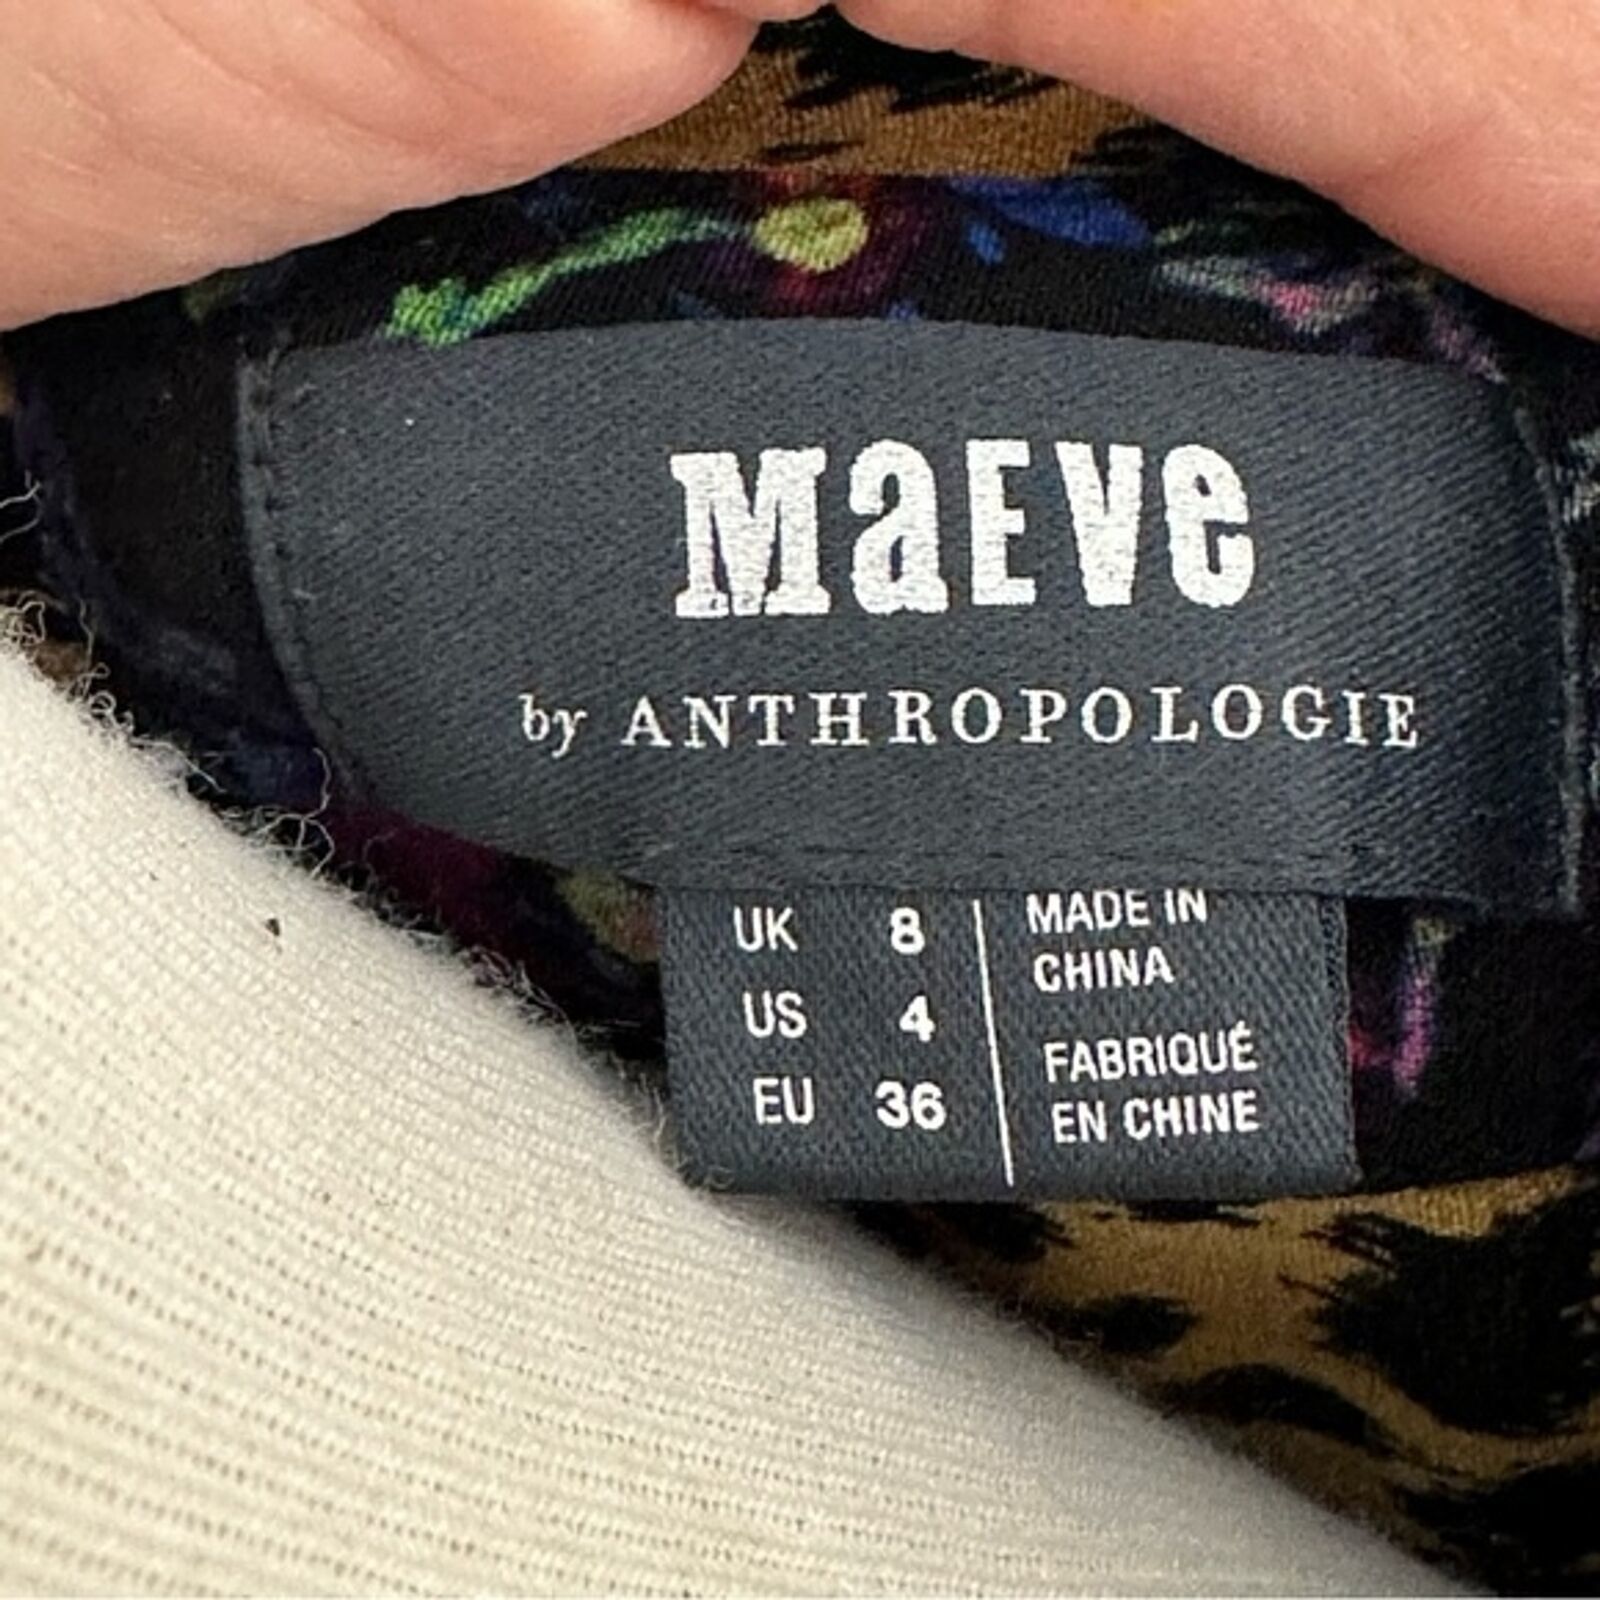 MaEVe
by ANTHROPOLOGIE
UK 8
US 4
EU 36
MADE IN
CHINA
FABRIQUÉ
EN CHINE